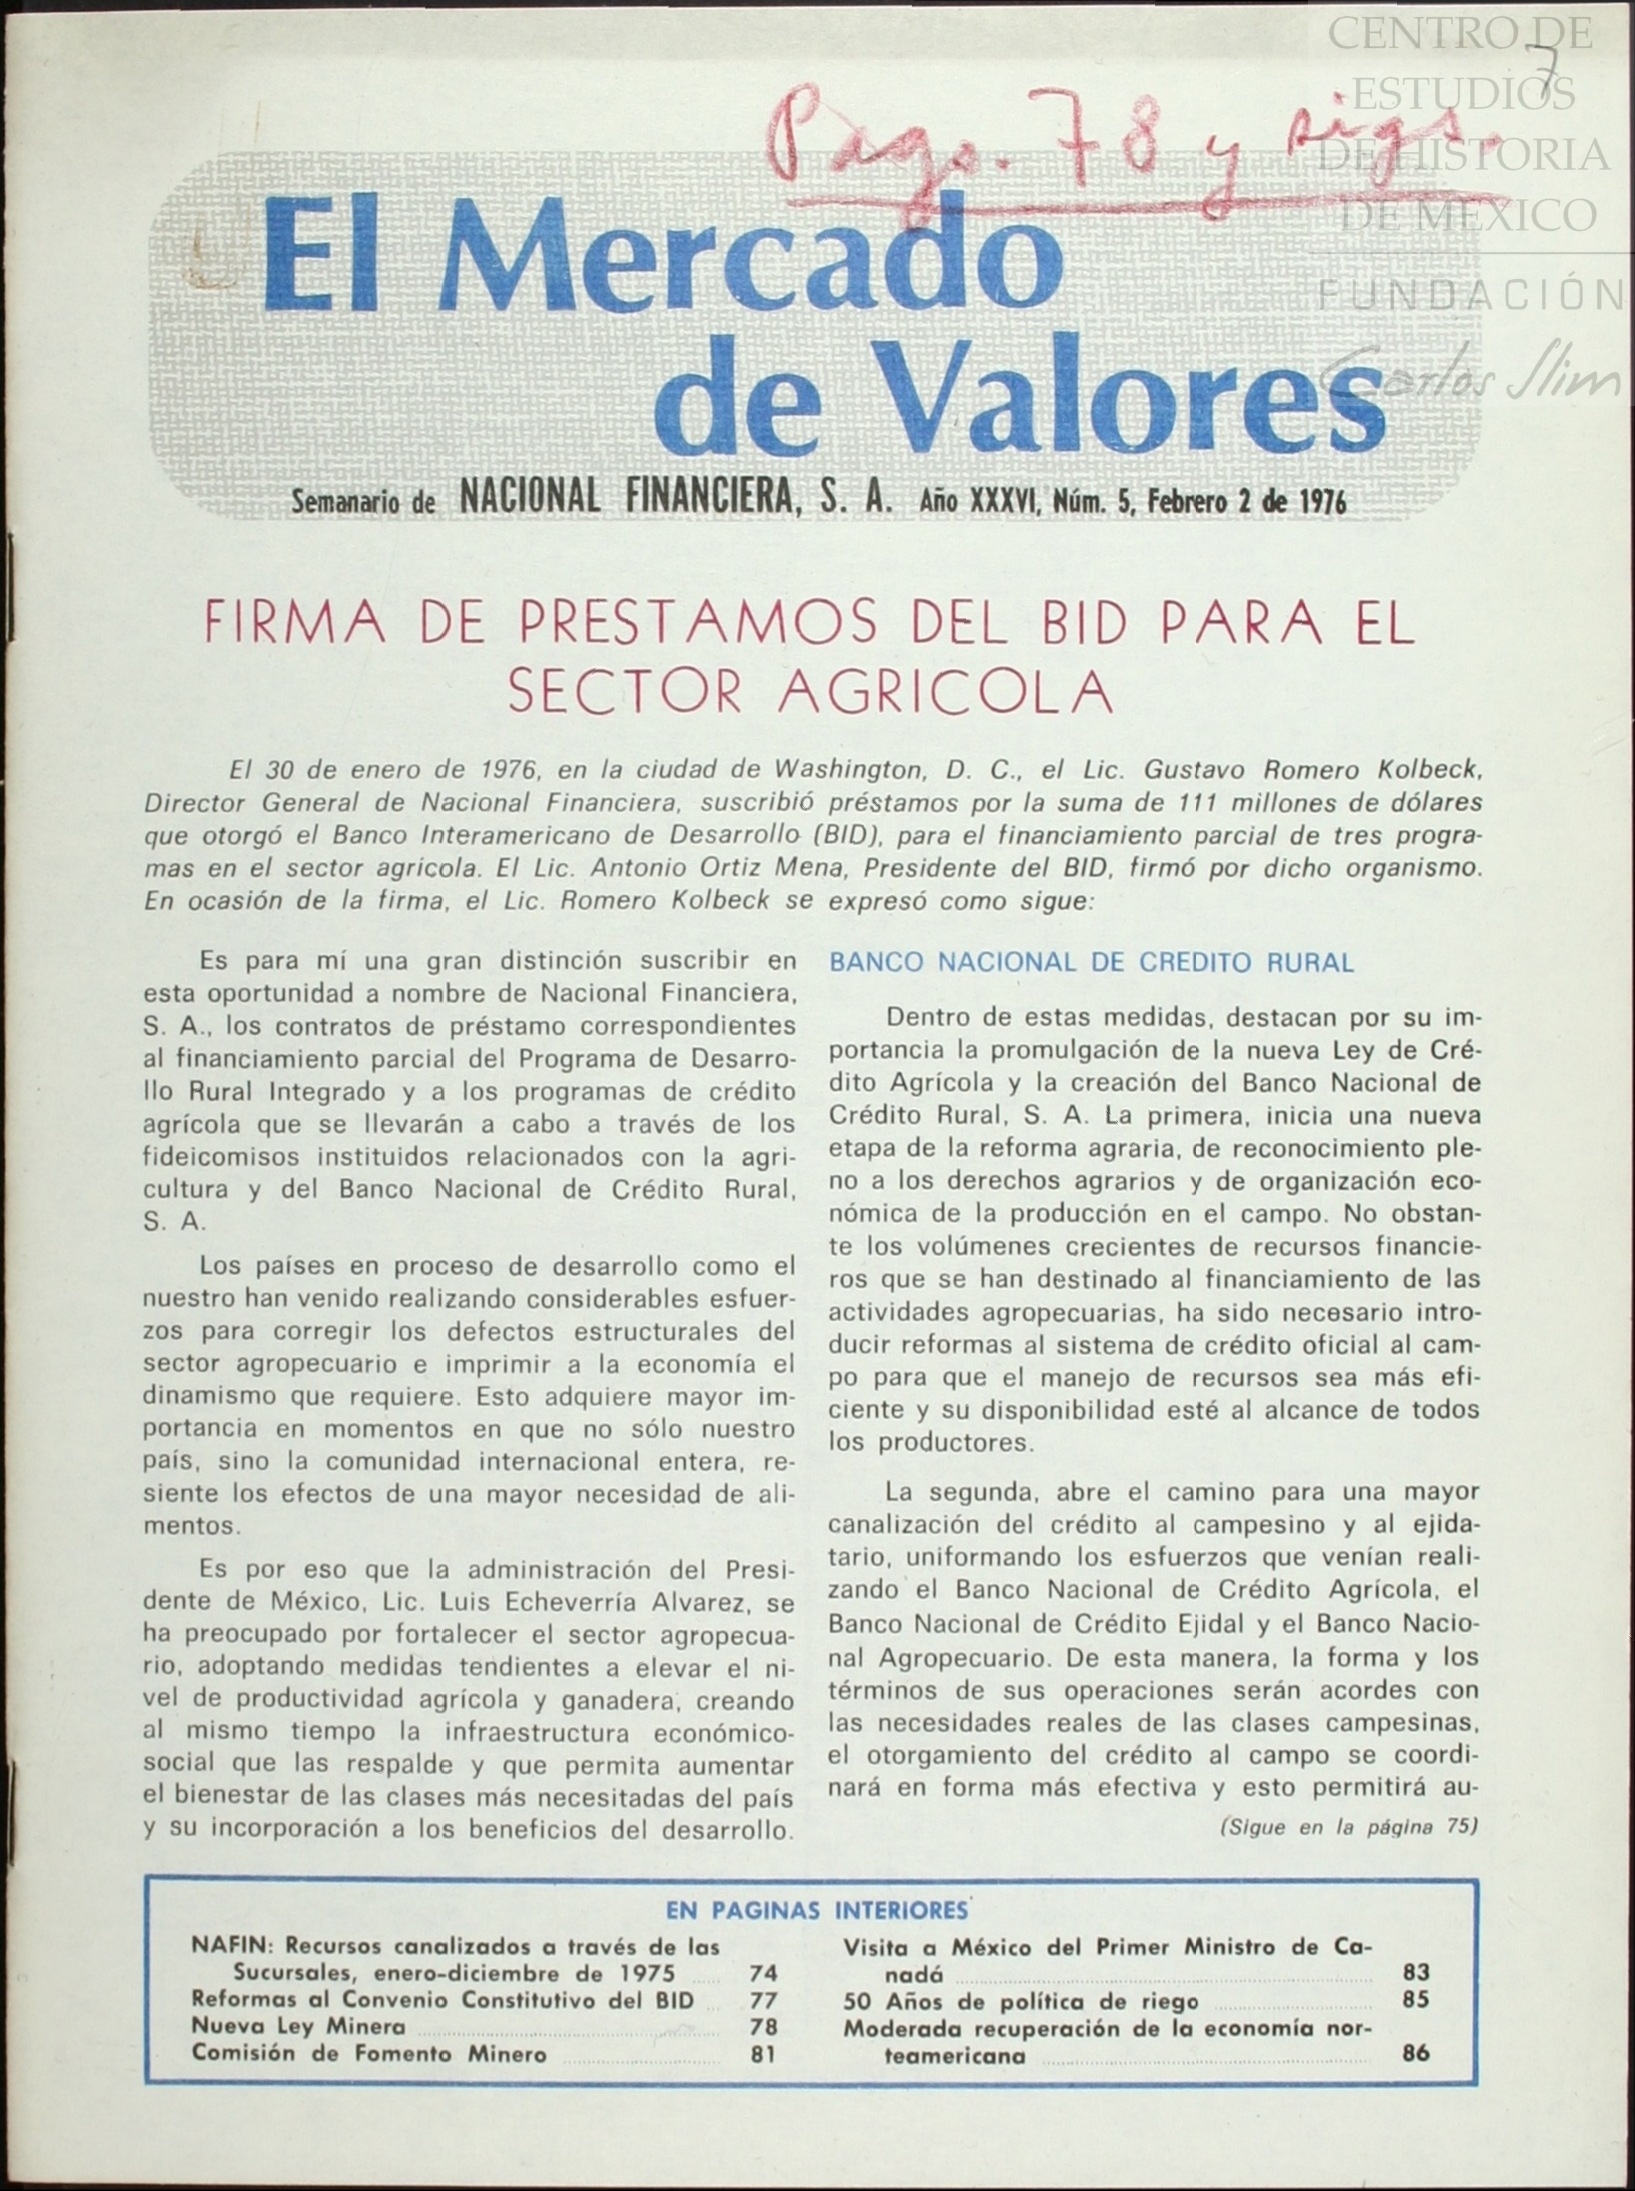 CENTRO DE
ESTUDIOS
DE HISTORIA
DE MEXICO
FUNDACIÓN
Carlos Slim
7
Pags. 78 y sigs.
El Mercado
de Valores
Semanario de NACIONAL FINANCIERA, S. A. Año XXXVI, Núm. 5, Febrero 2 de 1976
FIRMA DE PRESTAMOS DEL BID PARA EL
SECTOR AGRICOLA
El 30 de enero de 1976, en la ciudad de Washington, D. C., el Lic. Gustavo Romero Kolbeck,
Director General de Nacional Financiera, suscribió préstamos por la suma de 111 millones de dólares
que otorgó el Banco Interamericano de Desarrollo (BID), para el financiamiento parcial de tres progra-
mas en el sector agrícola. El Lic. Antonio Ortiz Mena, Presidente del BID, firmó por dicho organismo.
En ocasión de la firma, el Lic. Romero Kolbeck se expresó como sigue:
Es para mí una gran distinción suscribir en
esta oportunidad a nombre de Nacional Financiera,
S. A., los contratos de préstamo correspondientes
al financiamiento parcial del Programa de Desarro-
llo Rural Integrado y a los programas de crédito
agrícola que se llevarán a cabo a través de los
fideicomisos instituidos relacionados con la agri-
cultura y del Banco Nacional de Crédito Rural,
S. A.
Los países en proceso de desarrollo como el
nuestro han venido realizando considerables esfuer-
zos para corregir los defectos estructurales del
sector agropecuario e imprimir a la economía el
dinamismo que requiere. Esto adquiere mayor im-
portancia en momentos en que no sólo nuestro
país, sino la comunidad internacional entera, re-
siente los efectos de una mayor necesidad de ali-
mentos.
Es por eso que la administración del Presi-
dente de México, Lic. Luis Echeverría Alvarez, se
ha preocupado por fortalecer el sector agropecua-
rio, adoptando medidas tendientes a elevar el ni-
vel de productividad agrícola y ganadera, creando
al mismo tiempo la infraestructura económico-
social que las respalde y que permita aumentar
el bienestar de las clases más necesitadas del país
y su incorporación a los beneficios del desarrollo.
BANCO NACIONAL DE CREDITO RURAL
Dentro de estas medidas, destacan por su im-
portancia la promulgación de la nueva Ley de Cré-
dito Agrícola y la creación del Banco Nacional de
Crédito Rural, S. A. La primera, inicia una nueva
etapa de la reforma agraria, de reconocimiento ple-
no a los derechos agrarios y de organización eco-
nómica de la producción en el campo. No obstan-
te los volúmenes crecientes de recursos financie-
ros que se han destinado al financiamiento de las
actividades agropecuarias, ha sido necesario intro-
ducir reformas al sistema de crédito oficial al cam-
po para que el manejo de recursos sea más efi-
ciente y su disponibilidad esté al alcance de todos
los productores.
La segunda, abre el camino para una mayor
canalización del crédito al campesino y al ejida-
tario, uniformando los esfuerzos que venían reali-
zando el Banco Nacional de Crédito Agrícola, el
Banco Nacional de Crédito Ejidal y el Banco Nacio-
nal Agropecuario. De esta manera, la forma y los
términos de sus operaciones serán acordes con
las necesidades reales de las clases campesinas,
el otorgamiento del crédito al campo se coordi-
nará en forma más efectiva y esto permitirá au-
(Sigue en la página 75)
EN PAGINAS INTERIORES
NAFIN: Recursos canalizados a través de las
Sucursales, enero-diciembre de 1975 ..... 74
Reformas al Convenio Constitutivo del BID ... 77
Nueva Ley Minera ..... 78
Comisión de Fomento Minero ..... 81
Visita a México del Primer Ministro de Ca-
nadá ..... 83
50 Años de política de riego ..... 85
Moderada recuperación de la economía nor-
teamericana ..... 86